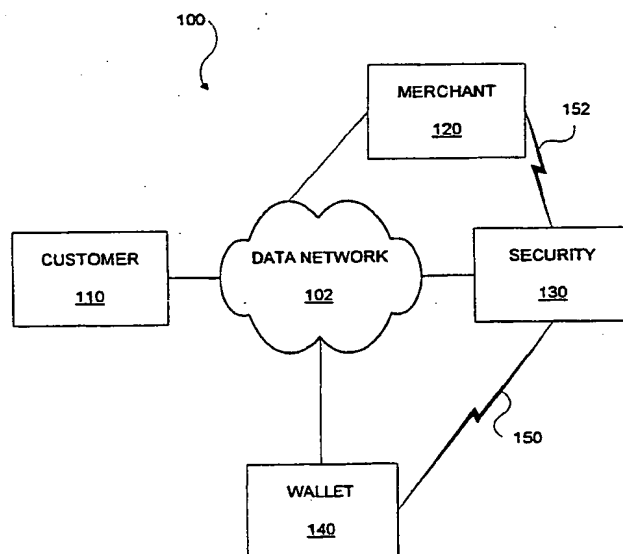 100
MERCHANT
120
152
CUSTOMER
110
DATA NETWORK
102
SECURITY
130
150
WALLET
140